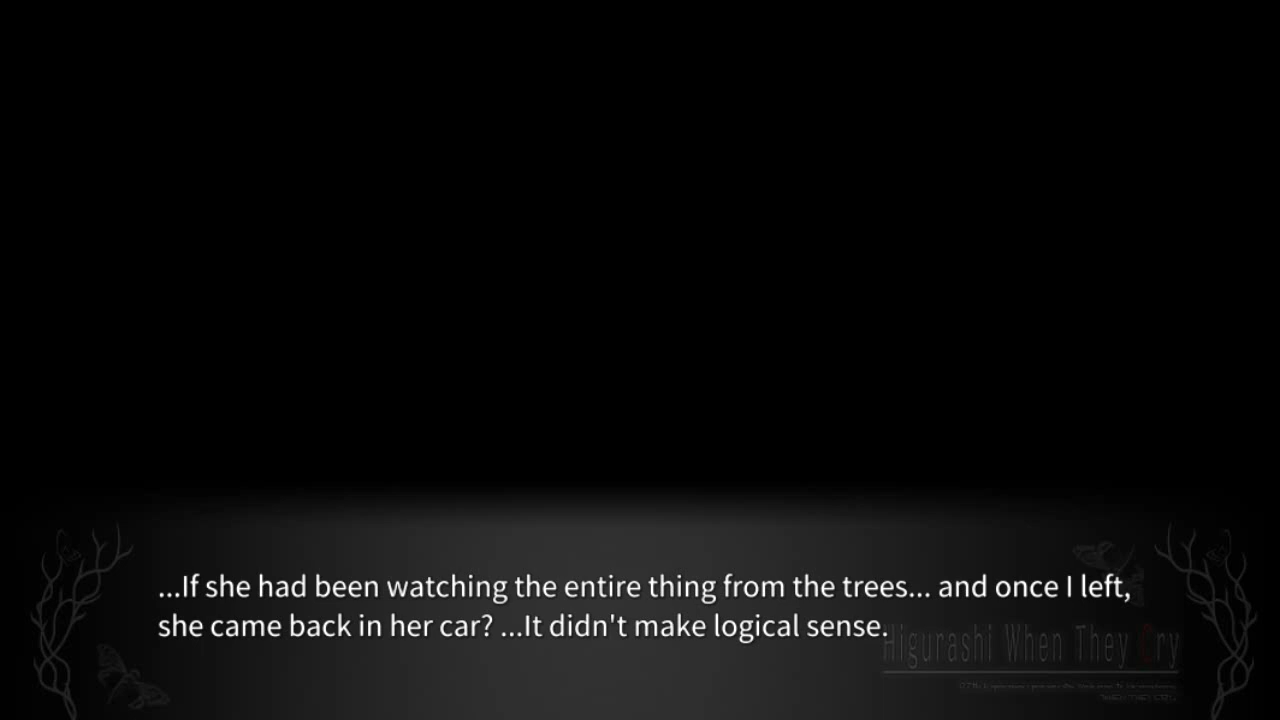 ...If she had been watching the entire thing from the trees... and once I left,
she came back in her car? ...It didn't make logical sense.
Higurashi When They Cry